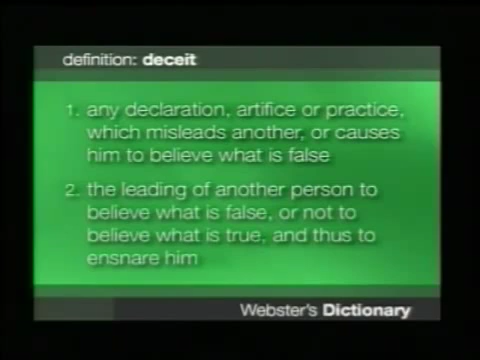 definition: deceit
1. any declaration, artifice or practice,
which misleads another, or causes
him to believe what is false
2. the leading of another person to
believe what is false, or not to
believe what is true, and thus to
ensnare him
Webster's Dictionary